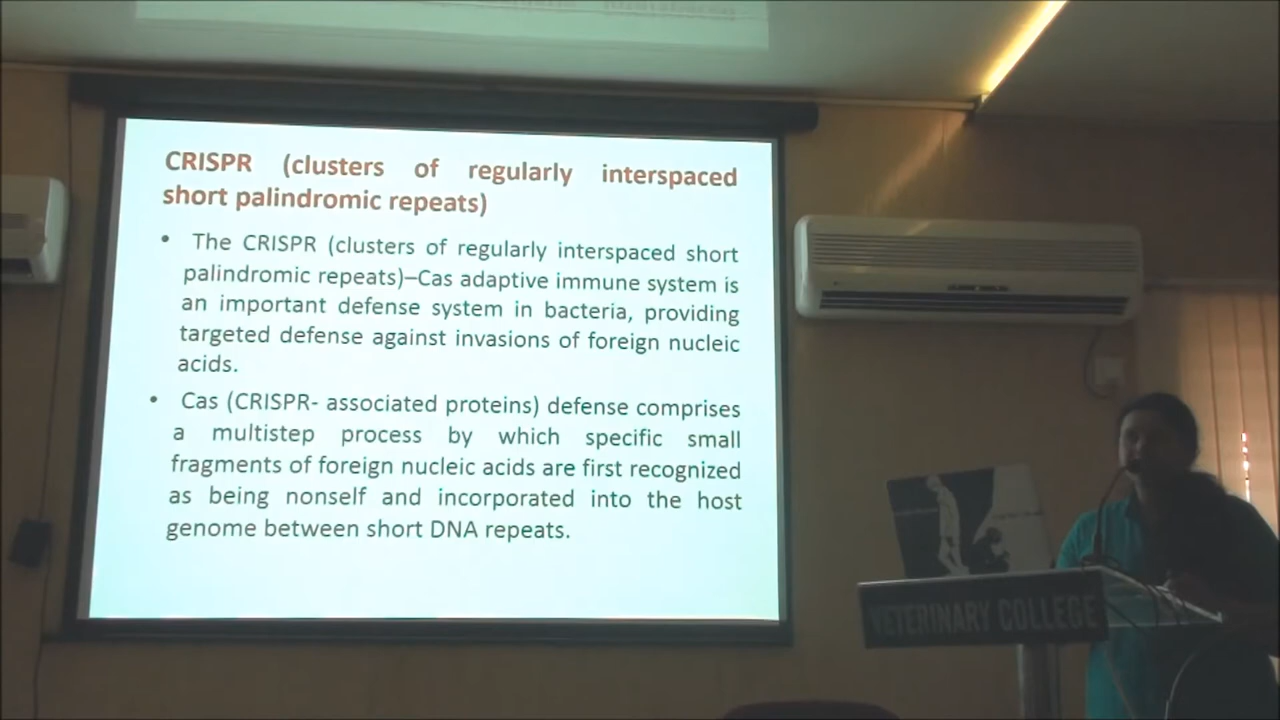 CRISPR (clusters of regularly interspaced
short palindromic repeats)
• The CRISPR (clusters of regularly interspaced short
palindromic repeats)–Cas adaptive immune system is
an important defense system in bacteria, providing
targeted defense against invasions of foreign nucleic
acids.
• Cas (CRISPR- associated proteins) defense comprises
a multistep process by which specific small
fragments of foreign nucleic acids are first recognized
as being nonself and incorporated into the host
genome between short DNA repeats.
VETERINARY COLLEGE